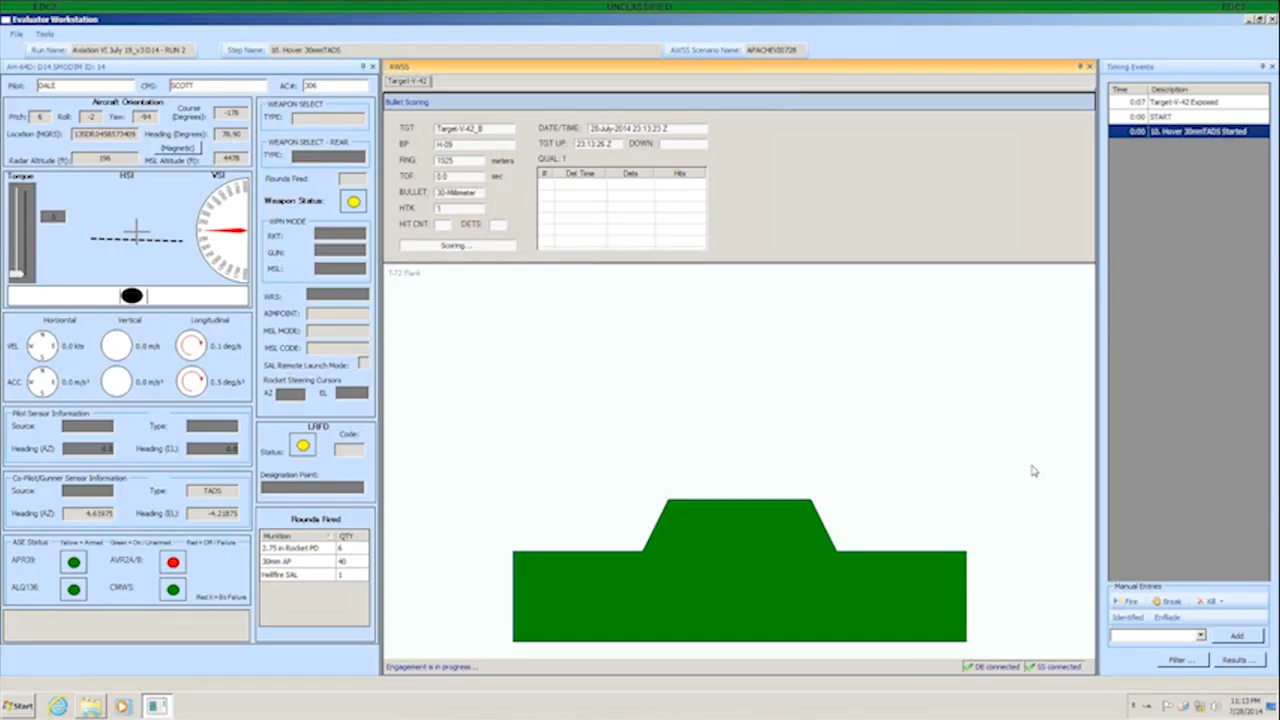 EDC2 UNCLASSIFIED EDC2
Evaluator Workstation
File Tools
Run Name: Aviation VI July 19_v3 D14 - RUN 2 Step Name: 10. Hover 30mmTADS AWSS Scenario Name: APACHEVI0728
AH-64D: D14 SMODIM ID: 14
Pilot: DALE CPG: SCOTT AC#: 306
Aircraft Orientation
Pitch: 6 Roll: -2 Yaw: -94 Course (Degrees): -178
Location (MGRS): Heading (Degrees): 78.90
(Magnetic)
Radar Altitude (ft): 196 MSL Altitude (ft): 4478
Torque HSI VSI
Horizontal Vertical Longitudinal
VEL 0.0 kts 0.0 m/s 0.1 deg/s
ACC 0.0 m/s² 0.0 m/s² 0.5 deg/s²
Pilot Sensor Information
Source: Type:
Heading (AZ): 0.0 Heading (EL): -0.0
Co-Pilot/Gunner Sensor Information
Source: Type: TADS
Heading (AZ): 4.63975 Heading (EL): -4.21875
ASE Status Yellow = Armed Green = On / Unarmed Red = Off / Failure
APR39: AVR2A/B:
ALQ136: CMWS:
Red X = Bit Failure
WEAPON SELECT
TYPE:
WEAPON SELECT - REAR
TYPE:
Rounds Fired:
Weapon Status:
WPN MODE
RKT:
GUN:
MSL:
WRS:
AIMPOINT:
MSL MODE:
MSL CODE:
SAL Remote Launch Mode:
Rocket Steering Cursors
AZ EL
LRFD
Code:
Status:
Designation Point:
Rounds Fired
Munition QTY
2.75 in Rocket PD 6
30mm AP 40
Hellfire SAL 1
AWSS
Target-V-42
Bullet Scoring
TGT Target-V-42_B DATE/TIME: 28-July-2014 23:13:23 Z
BP: H-09 TGT UP: 23:13:26 Z DOWN:
RNG: 1925 meters QUAL: 1
TOF: 0.0 sec
BULLET: 30-Millimeter
HTK: 1
HIT CNT: DETS:
Scoring...
# Det Time Dets Hits
T-72 Flank
Engagement is in progress... DB connected SS connected
Timing Events
Time Description
0:07 Target-V-42 Exposed
0:00 START
0:00 10. Hover 30mmTADS Started
Manual Entries
Fire Break Kill
Identified Enfilade
Add
Filter ... Results ...
Start
11:13 PM
7/28/2014